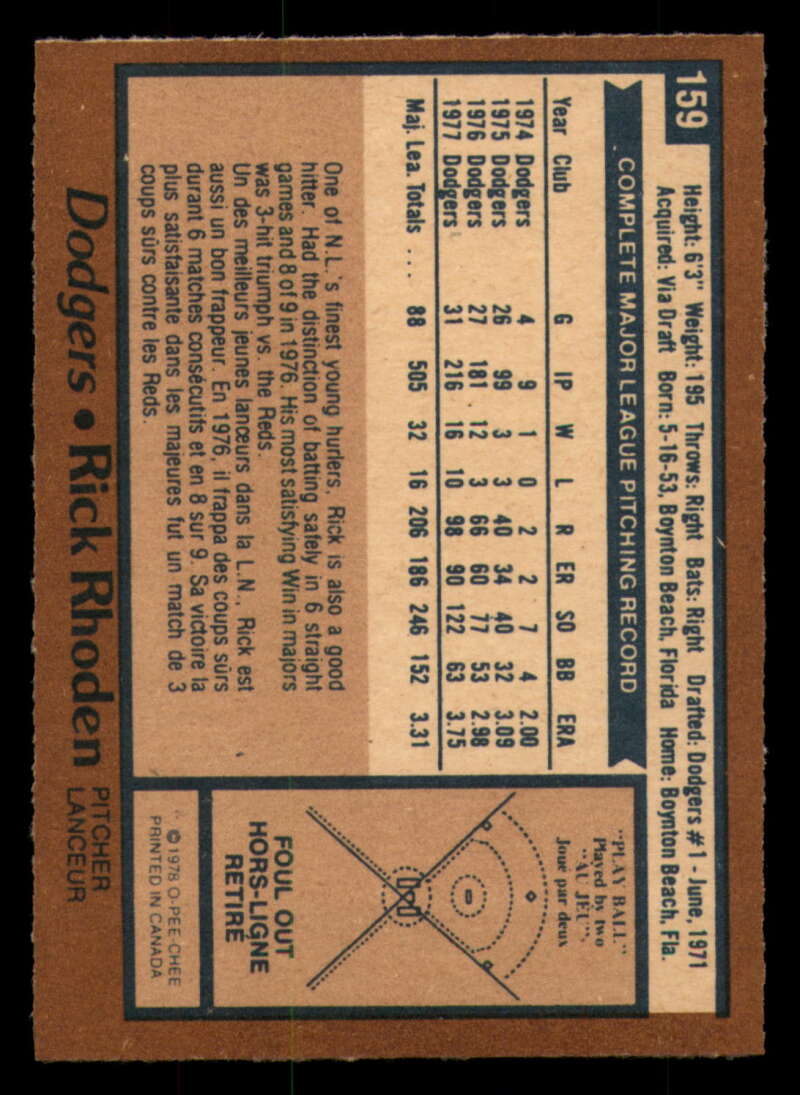 159
Height: 6'3" Weight: 195 Throws: Right Bats: Right Drafted: Dodgers #1 - June, 1971
Acquired: Via Draft Born: 5-16-53, Boynton Beach, Florida Home: Boynton Beach, Fla.
COMPLETE MAJOR LEAGUE PITCHING RECORD
Year Club G IP W L R ER SO BB ERA
1974 Dodgers 4 9 1 0 2 2 7 4 2.00
1975 Dodgers 26 99 3 3 40 34 40 32 3.09
1976 Dodgers 27 181 12 3 66 60 77 53 2.98
1977 Dodgers 31 216 16 10 98 90 122 63 3.75
Maj. Lea. Totals .... 88 505 32 16 206 186 246 152 3.31
One of N.L.'s finest young hurlers, Rick is also a good
hitter. Had the distinction of batting safely in 6 straight
games and 8 of 9 in 1976. His most satisfying Win in majors
was 3-hit triumph vs. the Reds.
Un des meilleurs jeunes lanceurs dans la L.N., Rick est
aussi un bon frappeur. En 1976, il frappa des coups sûrs
durant 6 matches consécutifs et en 8 sur 9. Sa victoire la
plus satisfaisante dans les majeures fut un match de 3
coups sûrs contre les Reds.
"PLAY BALL"
Played by two
"AU JEU",
Joué par deux
FOUL OUT
HORS-LIGNE
RETIRE
© 1978 O-PEE-CHEE
PRINTED IN CANADA
Dodgers • Rick Rhoden PITCHER
LANCEUR